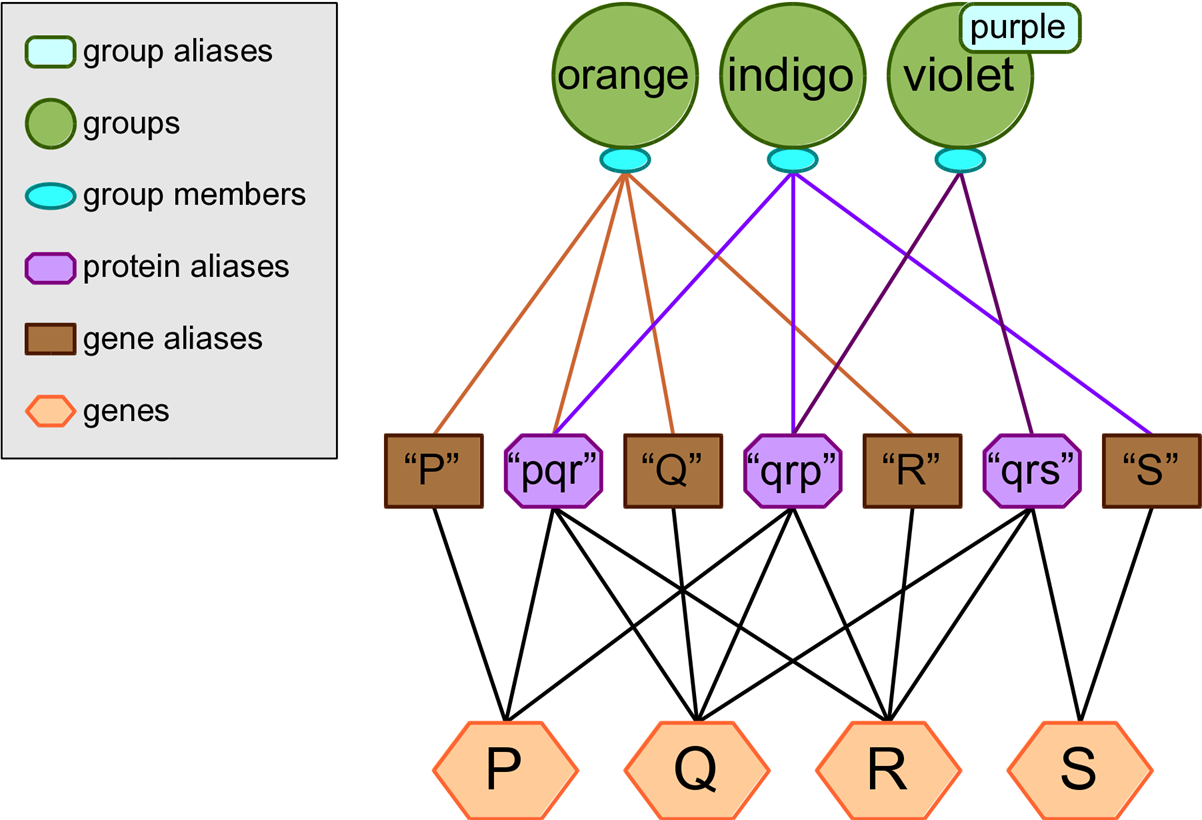 group aliases
groups
group members
protein aliases
gene aliases
genes
purple
orange
indigo
violet
“P”
“pqr”
“Q”
“qrp”
“R”
“qrs”
“S”
P
Q
R
S